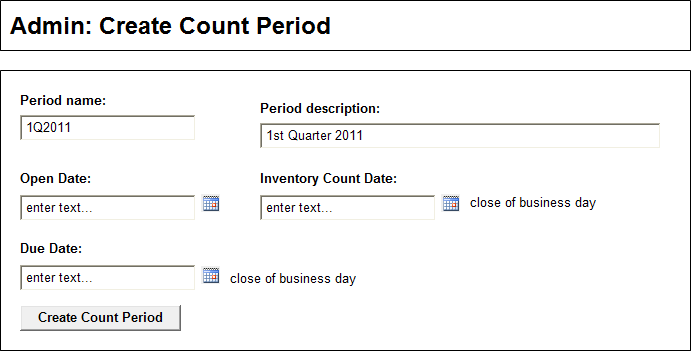 Admin: Create Count Period
Period name:
Period description:
1Q2011
1st Quarter 2011
Open Date:
Inventory Count Date:
enter text...
enter text...
close of business day
Due Date:
enter text...
close of business day
Create Count Period